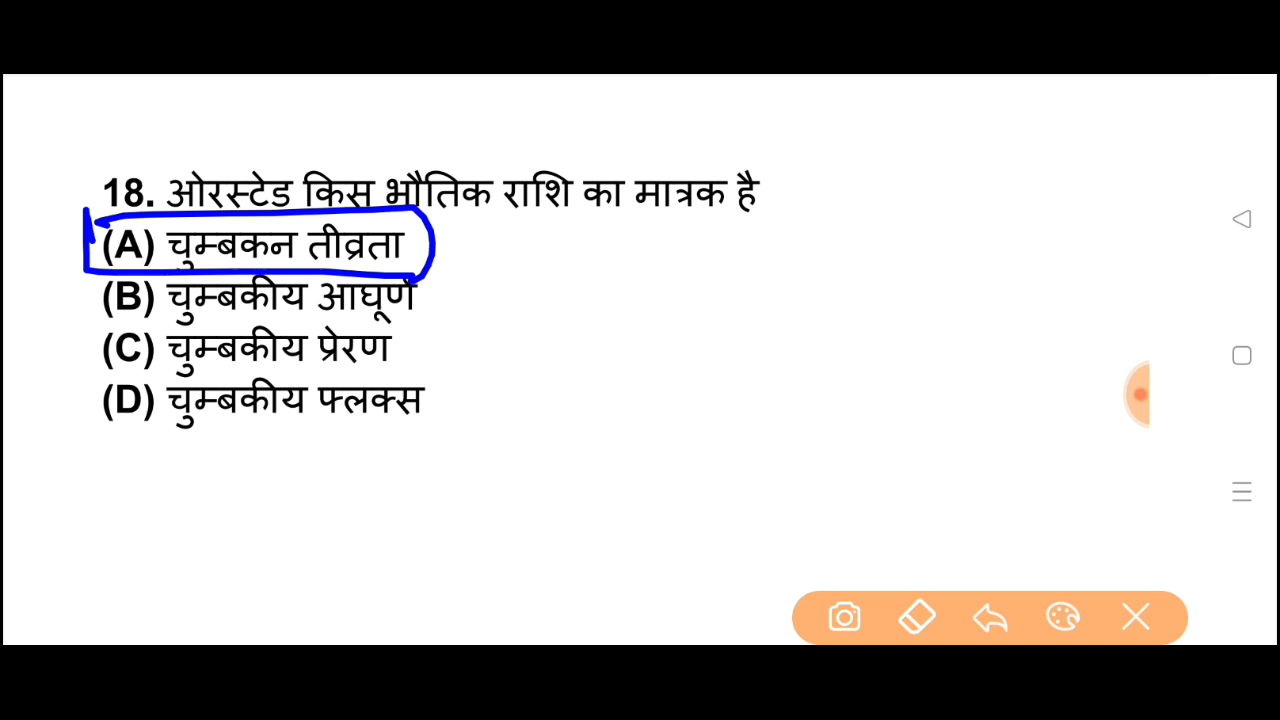 18. ओरस्टेड किस भौतिक राशि का मात्रक है
(A) चुम्बकन तीव्रता
(B) चुम्बकीय आघूर्ण
(C) चुम्बकीय प्रेरण
(D) चुम्बकीय फ्लक्स